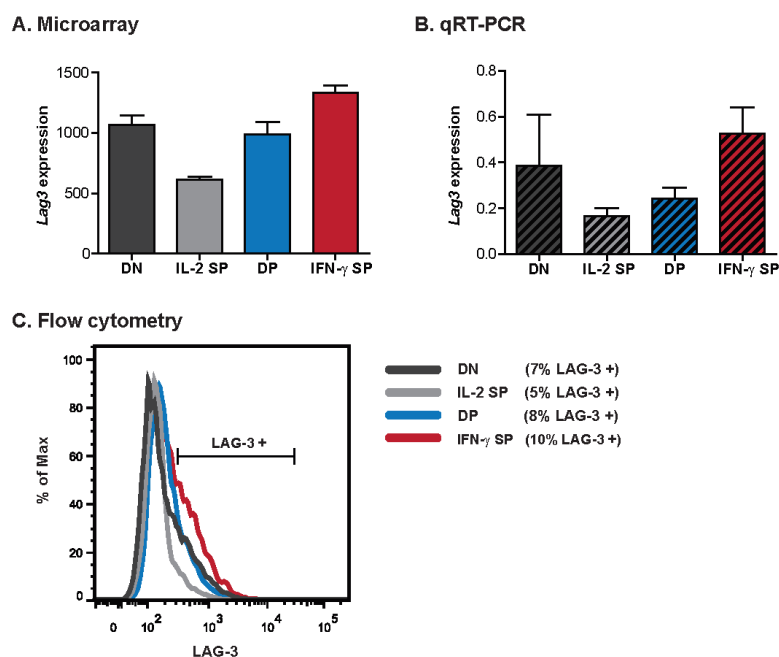 A. Microarray
Lag3 expression
1500
1000
500
0
DN IL-2 SP DP IFN-γ SP
B. qRT-PCR
Lag3 expression
0.8
0.6
0.4
0.2
0.0
DN IL-2 SP DP IFN-γ SP
C. Flow cytometry
% of Max
100
80
60
40
20
0
LAG-3 +
0 10² 10³ 10⁴ 10⁵
LAG-3
DN (7% LAG-3 +)
IL-2 SP (5% LAG-3 +)
DP (8% LAG-3 +)
IFN-γ SP (10% LAG-3 +)